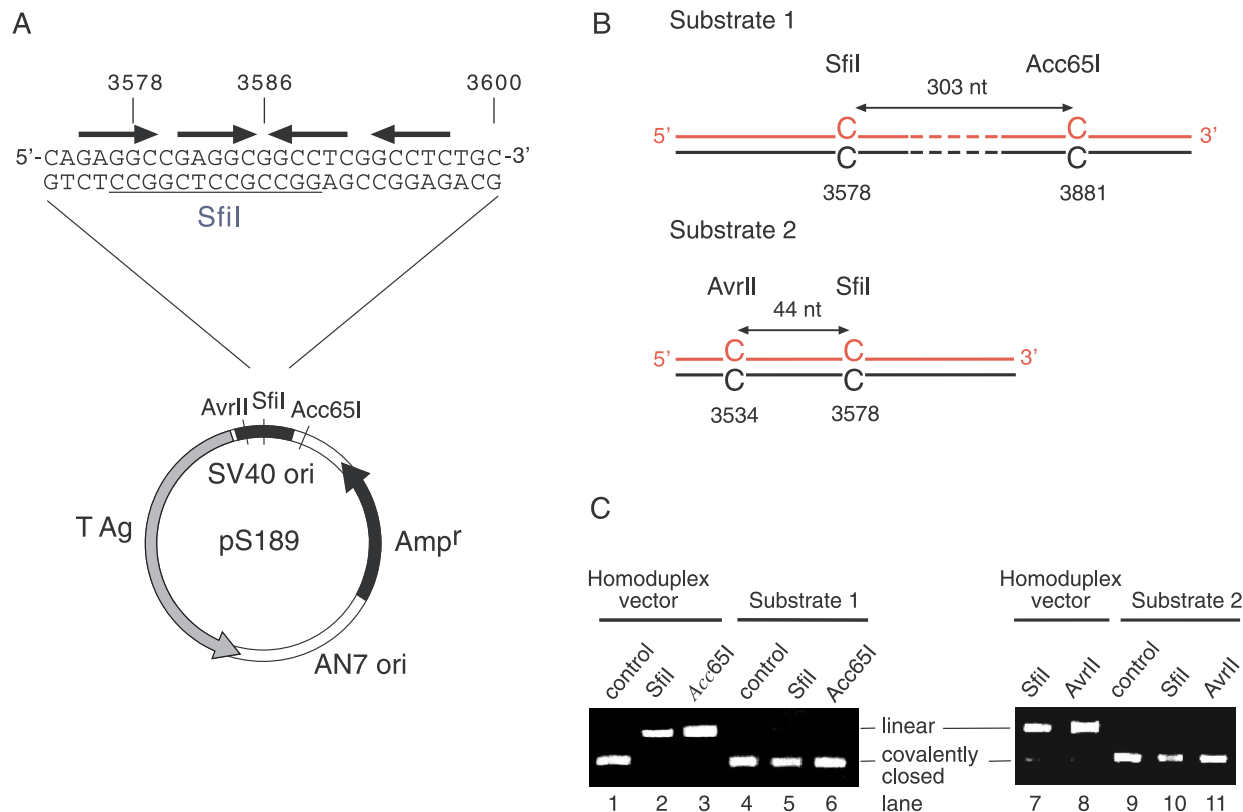 A
3578 3586 3600
5’-CAGAGGCCGAGGCGGCCTCGGCCTCTGC-3’
GTCTCCGGCTCCGCCGGAGCCGGAGACG
SfiI
AvrII SfiI Acc65I
SV40 ori
T Ag
pS189
Ampr
AN7 ori
B
Substrate 1
SfiI Acc65I
303 nt
5’ C C 3’
C C
3578 3881
Substrate 2
AvrII SfiI
44 nt
5’ C C 3’
C C
3534 3578
C
Homoduplex vector Substrate 1 Homoduplex vector Substrate 2
control SfiI Acc65I control SfiI Acc65I SfiI AvrII control SfiI AvrII
linear
covalently closed
1 2 3 4 5 6 lane 7 8 9 10 11